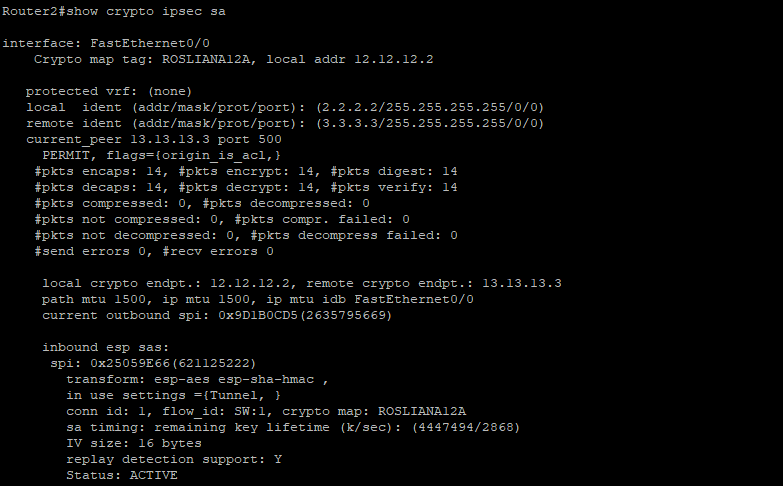 Router2#show crypto ipsec sa
interface: FastEthernet0/0
Crypto map tag: ROSLIANA12A, local addr 12.12.12.2
protected vrf: (none)
local  ident (addr/mask/prot/port): (2.2.2.2/255.255.255.255/0/0)
remote ident (addr/mask/prot/port): (3.3.3.3/255.255.255.255/0/0)
current_peer 13.13.13.3 port 500
PERMIT, flags={origin_is_acl,}
#pkts encaps: 14, #pkts encrypt: 14, #pkts digest: 14
#pkts decaps: 14, #pkts decrypt: 14, #pkts verify: 14
#pkts compressed: 0, #pkts decompressed: 0
#pkts not compressed: 0, #pkts compr. failed: 0
#pkts not decompressed: 0, #pkts decompress failed: 0
#send errors 0, #recv errors 0
local crypto endpt.: 12.12.12.2, remote crypto endpt.: 13.13.13.3
path mtu 1500, ip mtu 1500, ip mtu idb FastEthernet0/0
current outbound spi: 0x9D1B0CD5(2635795669)
inbound esp sas:
spi: 0x25059E66(621125222)
transform: esp-aes esp-sha-hmac ,
in use settings ={Tunnel, }
conn id: 1, flow_id: SW:1, crypto map: ROSLIANA12A
sa timing: remaining key lifetime (k/sec): (4447494/2868)
IV size: 16 bytes
replay detection support: Y
Status: ACTIVE